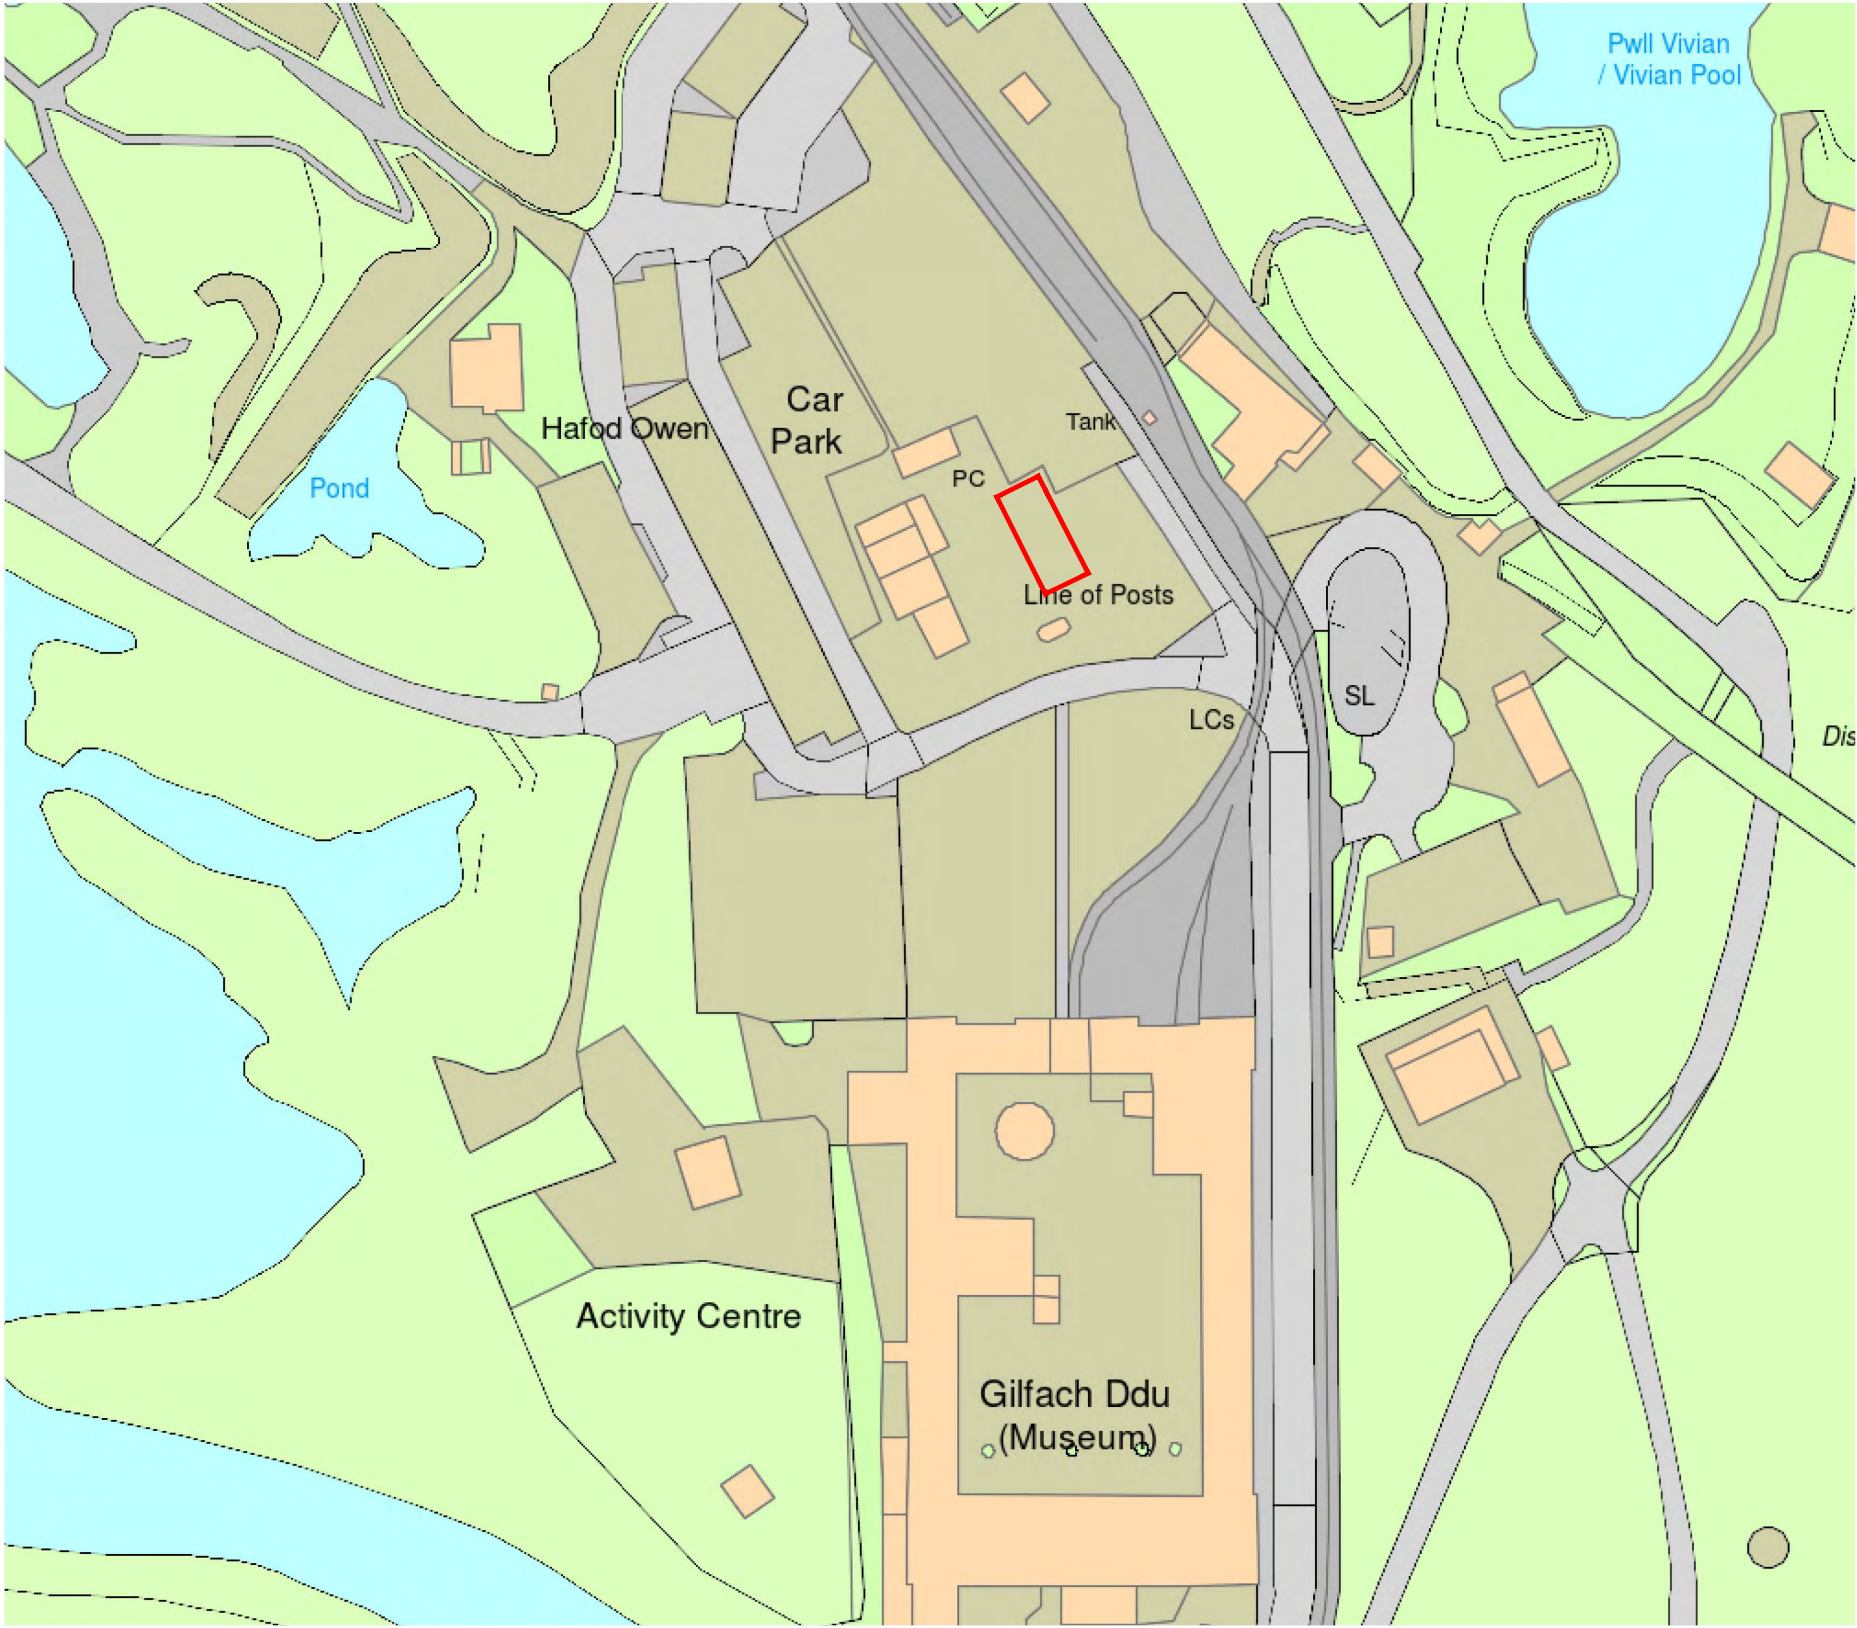 Pwll Vivian
/ Vivian Pool
Car
Park
Hafod Owen
Tank
PC
Pond
Line of Posts
SL
LCs
Dis
Activity Centre
Gilfach Ddu
(Museum)